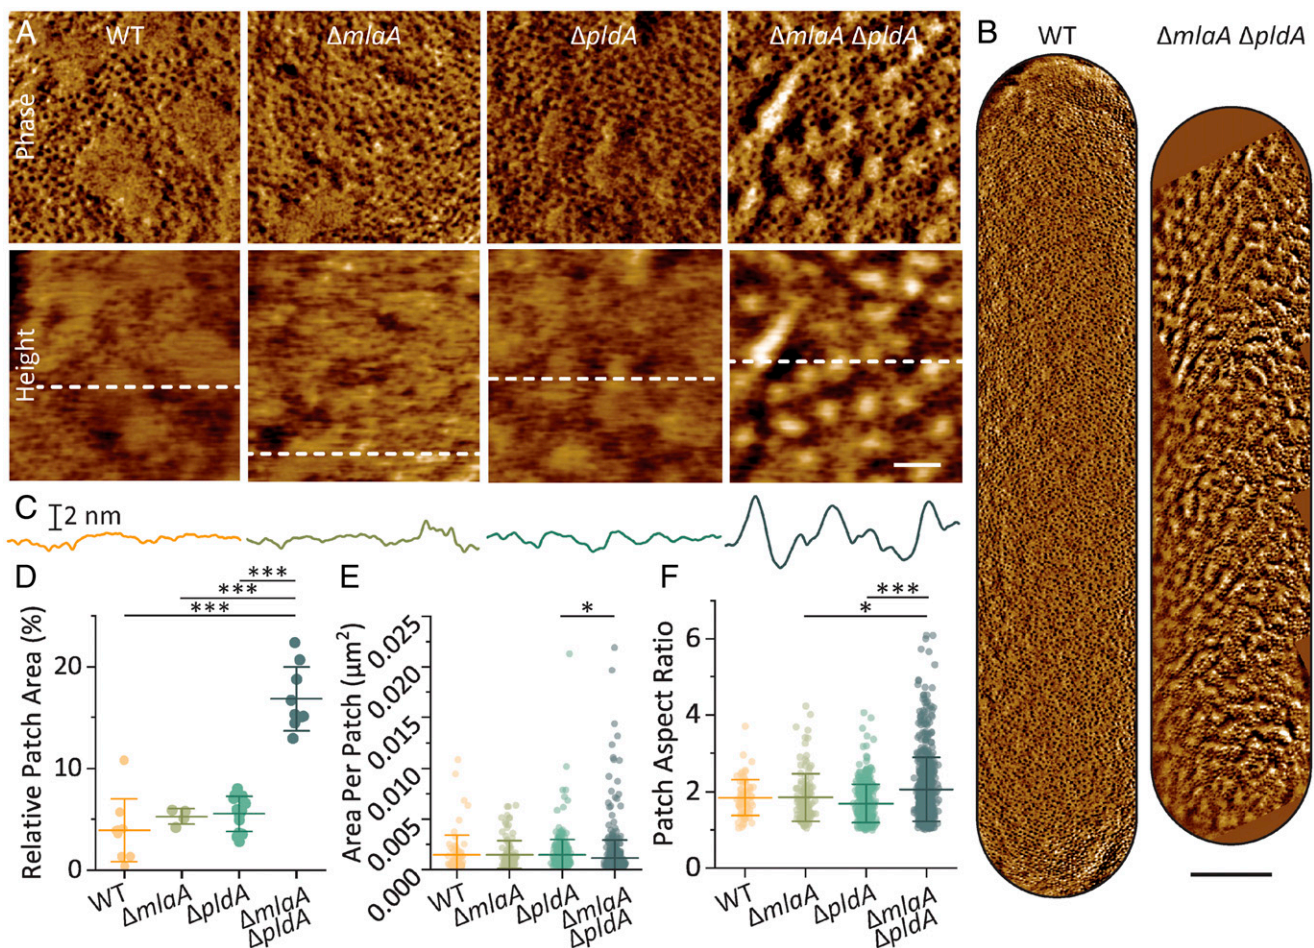 A
WT
ΔmlaA
ΔpldA
ΔmlaA ΔpldA
Phase
Height
B
WT
ΔmlaA ΔpldA
C
2 nm
D
***
***
***
Relative Patch Area (%)
20
10
0
WT
ΔmlaA
ΔpldA
ΔmlaA
ΔpldA
E
*
Area Per Patch (μm²)
0.025
0.020
0.015
0.010
0.005
0.000
WT
ΔmlaA
ΔpldA
ΔmlaA
ΔpldA
F
***
*
Patch Aspect Ratio
6
4
3
2
1
0
WT
ΔmlaA
ΔpldA
ΔmlaA
ΔpldA